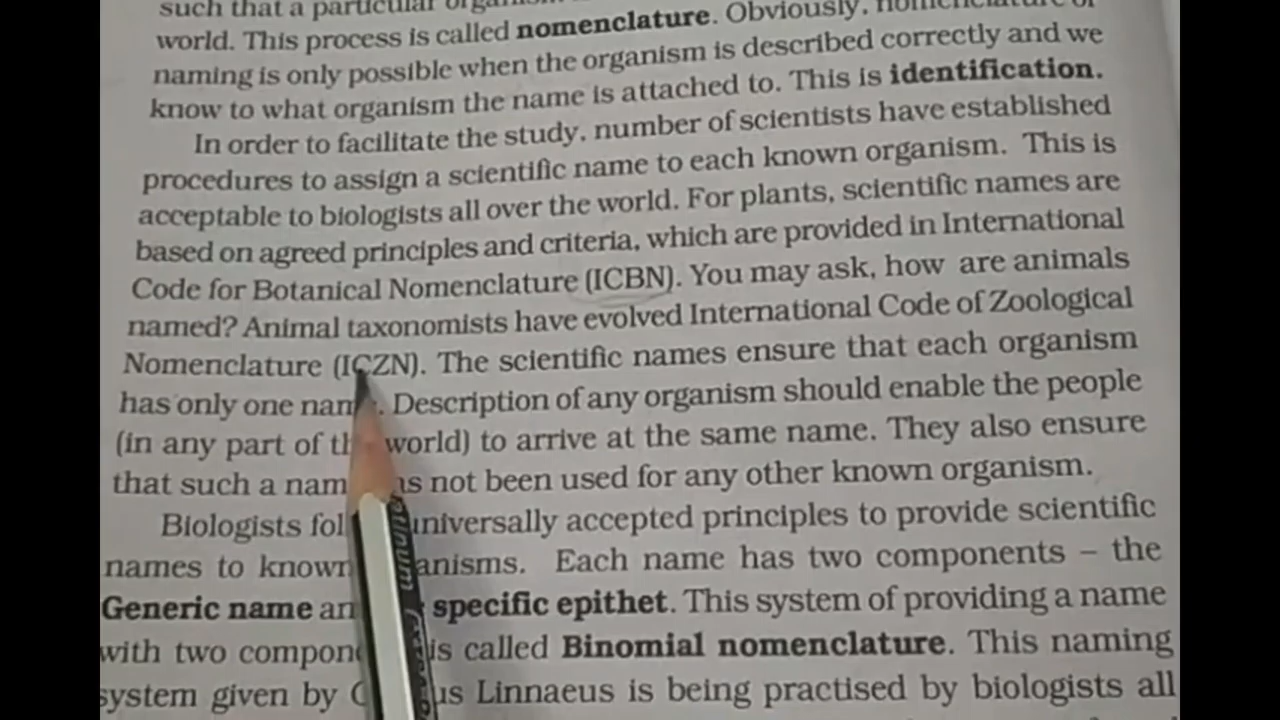 such that a particular
world. This process is called nomenclature. Obviously, nomenclature or
naming is only possible when the organism is described correctly and we
know to what organism the name is attached to. This is identification.
In order to facilitate the study, number of scientists have established
procedures to assign a scientific name to each known organism. This is
acceptable to biologists all over the world. For plants, scientific names are
based on agreed principles and criteria, which are provided in International
Code for Botanical Nomenclature (ICBN). You may ask, how are animals
named? Animal taxonomists have evolved International Code of Zoological
Nomenclature (ICZN). The scientific names ensure that each organism
has only one name. Description of any organism should enable the people
(in any part of the world) to arrive at the same name. They also ensure
that such a name has not been used for any other known organism.
Biologists universally accepted principles to provide scientific
names to known Each name has two components – the
Generic name specific epithet. This system of providing a name
with two is called Binomial nomenclature. This naming
system given by Linnaeus is being practised by biologists all